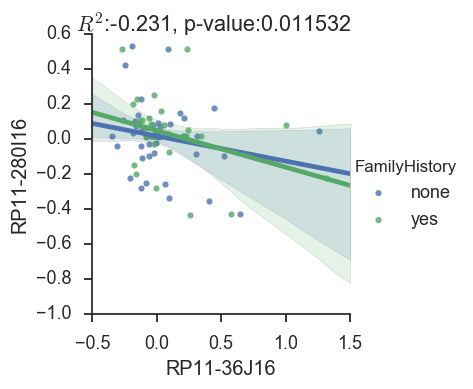 R²:-0.231, p-value:0.011532
0.6
0.4
0.2
0.0
−0.2
−0.4
−0.6
−0.8
−1.0
RP11-280I16
−0.5 0.0 0.5 1.0 1.5
RP11-36J16
FamilyHistory
none
yes